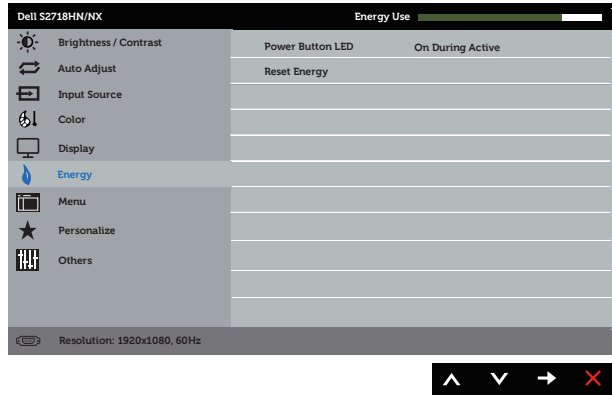 Dell S2718HN/NX Energy Use
Brightness / Contrast
Power Button LED On During Active
Auto Adjust
Reset Energy
Input Source
Color
Display
Energy
Menu
Personalize
Others
Resolution: 1920x1080, 60Hz